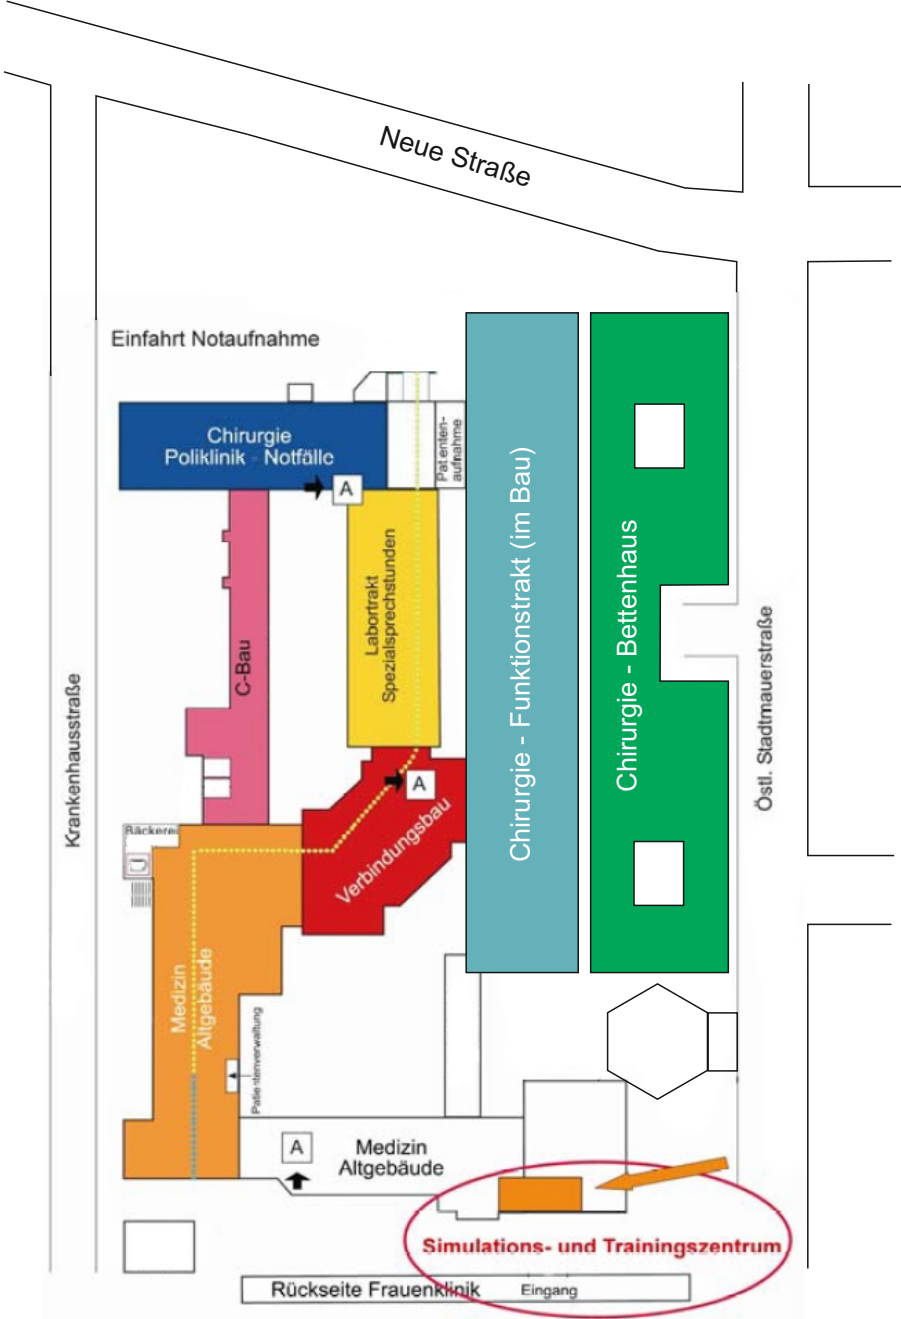 Neue Straße
Einfahrt Notaufnahme
Chirurgie
Poliklinik - Notfälle
Patienten-
aufnahme
A
Labortrakt
Spezialsprechstunden
C-Bau
Krankenhausstraße
Chirurgie - Funktionstrakt (im Bau)
Chirurgie - Bettenhaus
Östl. Stadtmauerstraße
A
Verbindungsbau
Bäckerei
Medizin
Altgebäude
Patientenverwaltung
A
Medizin
Altgebäude
Simulations- und Trainingszentrum
Rückseite Frauenklinik
Eingang